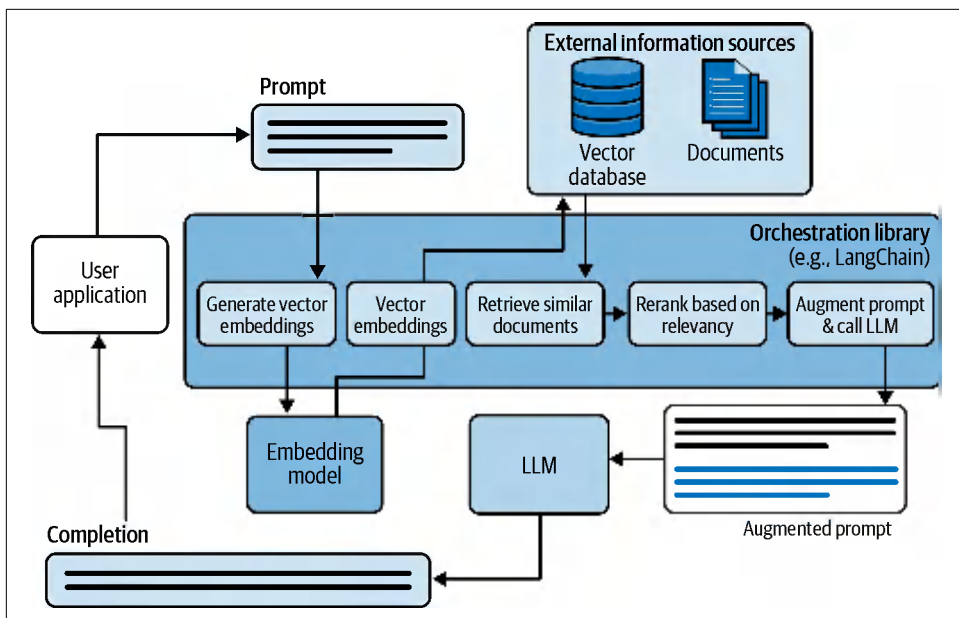 External information sources
Vector
database
Documents
Prompt
Orchestration library
(e.g., LangChain)
User
application
Generate vector
embeddings
Vector
embeddings
Retrieve similar
documents
Rerank based on
relevancy
Augment prompt
& call LLM
Embedding
model
LLM
Augmented prompt
Completion